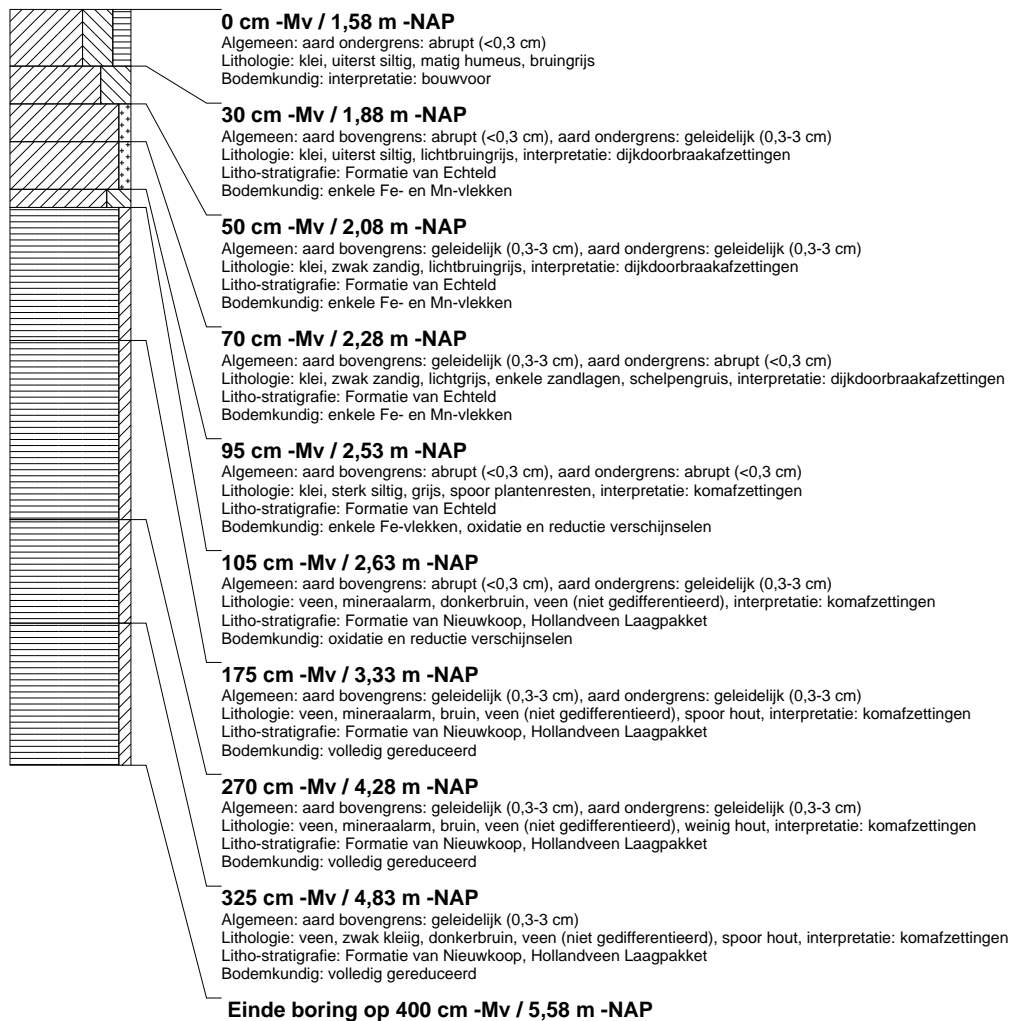 0 cm -Mv / 1,58 m -NAP
Algemeen: aard ondergrens: abrupt (<0,3 cm)
Lithologie: klei, uiterst siltig, matig humeus, bruingrijs
Bodemkundig: interpretatie: bouwvoor
30 cm -Mv / 1,88 m -NAP
Algemeen: aard bovengrens: abrupt (<0,3 cm), aard ondergrens: geleidelijk (0,3-3 cm)
Lithologie: klei, uiterst siltig, lichtbruingrijs, interpretatie: dijkdoorbraakafzettingen
Litho-stratigrafie: Formatie van Echteld
Bodemkundig: enkele Fe- en Mn-vlekken
50 cm -Mv / 2,08 m -NAP
Algemeen: aard bovengrens: geleidelijk (0,3-3 cm), aard ondergrens: geleidelijk (0,3-3 cm)
Lithologie: klei, zwak zandig, lichtbruingrijs, interpretatie: dijkdoorbraakafzettingen
Litho-stratigrafie: Formatie van Echteld
Bodemkundig: enkele Fe- en Mn-vlekken
70 cm -Mv / 2,28 m -NAP
Algemeen: aard bovengrens: geleidelijk (0,3-3 cm), aard ondergrens: abrupt (<0,3 cm)
Lithologie: klei, zwak zandig, lichtgrijs, enkele zandlagen, schelpengruis, interpretatie: dijkdoorbraakafzettingen
Litho-stratigrafie: Formatie van Echteld
Bodemkundig: enkele Fe- en Mn-vlekken
95 cm -Mv / 2,53 m -NAP
Algemeen: aard bovengrens: abrupt (<0,3 cm), aard ondergrens: abrupt (<0,3 cm)
Lithologie: klei, sterk siltig, grijs, spoor plantenresten, interpretatie: komafzettingen
Litho-stratigrafie: Formatie van Echteld
Bodemkundig: enkele Fe-vlekken, oxidatie en reductie verschijnselen
105 cm -Mv / 2,63 m -NAP
Algemeen: aard bovengrens: abrupt (<0,3 cm), aard ondergrens: geleidelijk (0,3-3 cm)
Lithologie: veen, mineraalarm, donkerbruin, veen (niet gedifferentieerd), interpretatie: komafzettingen
Litho-stratigrafie: Formatie van Nieuwkoop, Hollandveen Laagpakket
Bodemkundig: oxidatie en reductie verschijnselen
175 cm -Mv / 3,33 m -NAP
Algemeen: aard bovengrens: geleidelijk (0,3-3 cm), aard ondergrens: geleidelijk (0,3-3 cm)
Lithologie: veen, mineraalarm, bruin, veen (niet gedifferentieerd), spoor hout, interpretatie: komafzettingen
Litho-stratigrafie: Formatie van Nieuwkoop, Hollandveen Laagpakket
Bodemkundig: volledig gereduceerd
270 cm -Mv / 4,28 m -NAP
Algemeen: aard bovengrens: geleidelijk (0,3-3 cm), aard ondergrens: geleidelijk (0,3-3 cm)
Lithologie: veen, mineraalarm, bruin, veen (niet gedifferentieerd), weinig hout, interpretatie: komafzettingen
Litho-stratigrafie: Formatie van Nieuwkoop, Hollandveen Laagpakket
Bodemkundig: volledig gereduceerd
325 cm -Mv / 4,83 m -NAP
Algemeen: aard bovengrens: geleidelijk (0,3-3 cm)
Lithologie: veen, zwak kleiig, donkerbruin, veen (niet gedifferentieerd), spoor hout, interpretatie: komafzettingen
Litho-stratigrafie: Formatie van Nieuwkoop, Hollandveen Laagpakket
Bodemkundig: volledig gereduceerd
Einde boring op 400 cm -Mv / 5,58 m -NAP